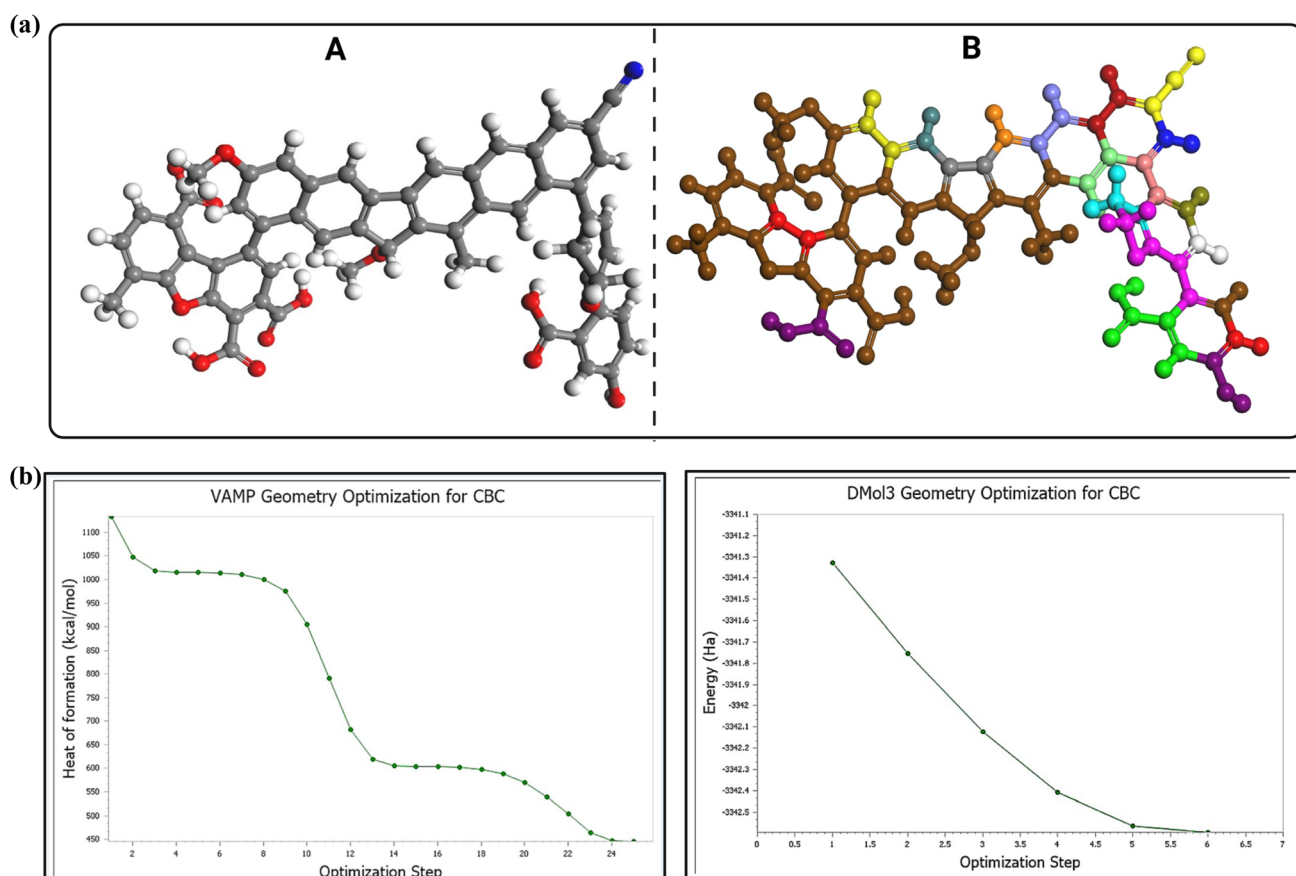 (a)
A
B
(b)
VAMP Geometry Optimization for CBC
Heat of formation (kcal/mol)
1100
1050
1000
950
900
850
800
750
700
650
600
550
500
450
2 4 6 8 10 12 14 16 18 20 22 24
Optimization Step
DMol3 Geometry Optimization for CBC
Energy (Ha)
-3341.1
-3341.2
-3341.3
-3341.4
-3341.5
-3341.6
-3341.7
-3341.8
-3341.9
-3342
-3342.1
-3342.2
-3342.3
-3342.4
-3342.5
0 0.5 1 1.5 2 2.5 3 3.5 4 4.5 5 5.5 6 6.5 7
Optimization Step